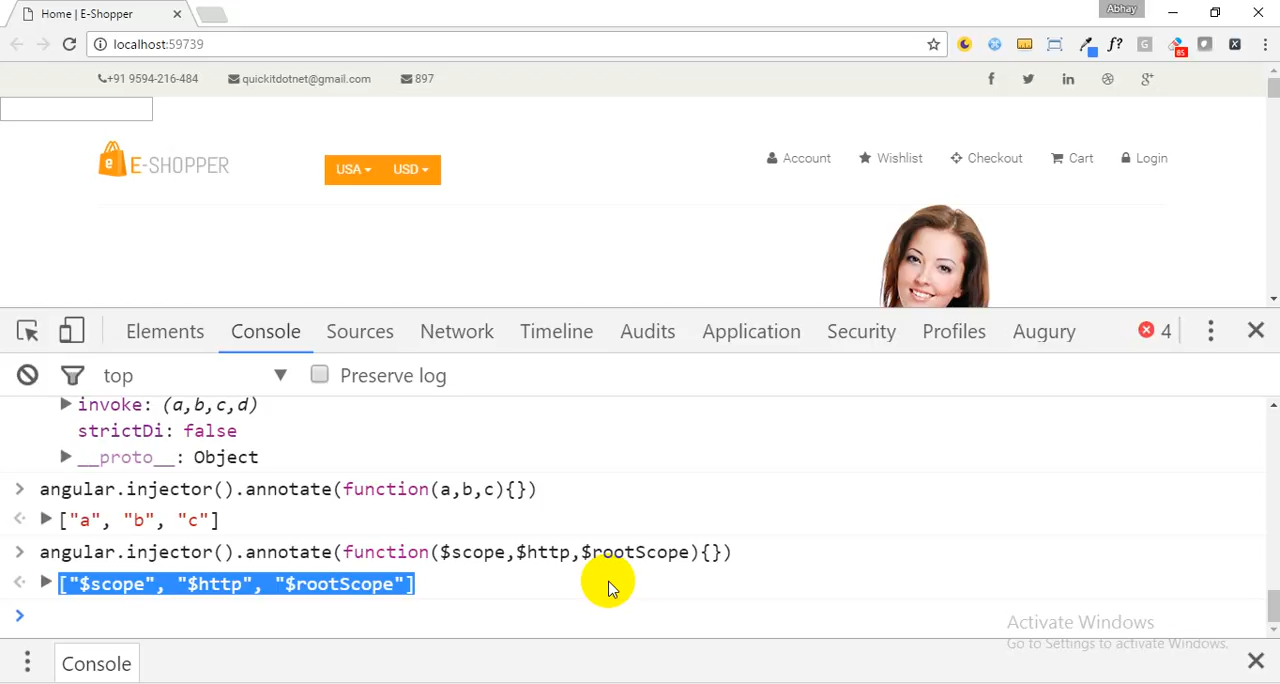 Home | E-Shopper
Abhay
localhost:59739
f?
G
85
X
+91 9594-216-484 quickitdotnet@gmail.com 897
E-SHOPPER
USA USD
Account Wishlist Checkout Cart Login
Elements Console Sources Network Timeline Audits Application Security Profiles Augury 4
top Preserve log
invoke: (a,b,c,d)
strictDi: false
__proto__: Object
angular.injector().annotate(function(a,b,c){})
["a", "b", "c"]
angular.injector().annotate(function($scope,$http,$rootScope){})
["$scope", "$http", "$rootScope"]
Activate Windows
Go to Settings to activate Windows.
Console